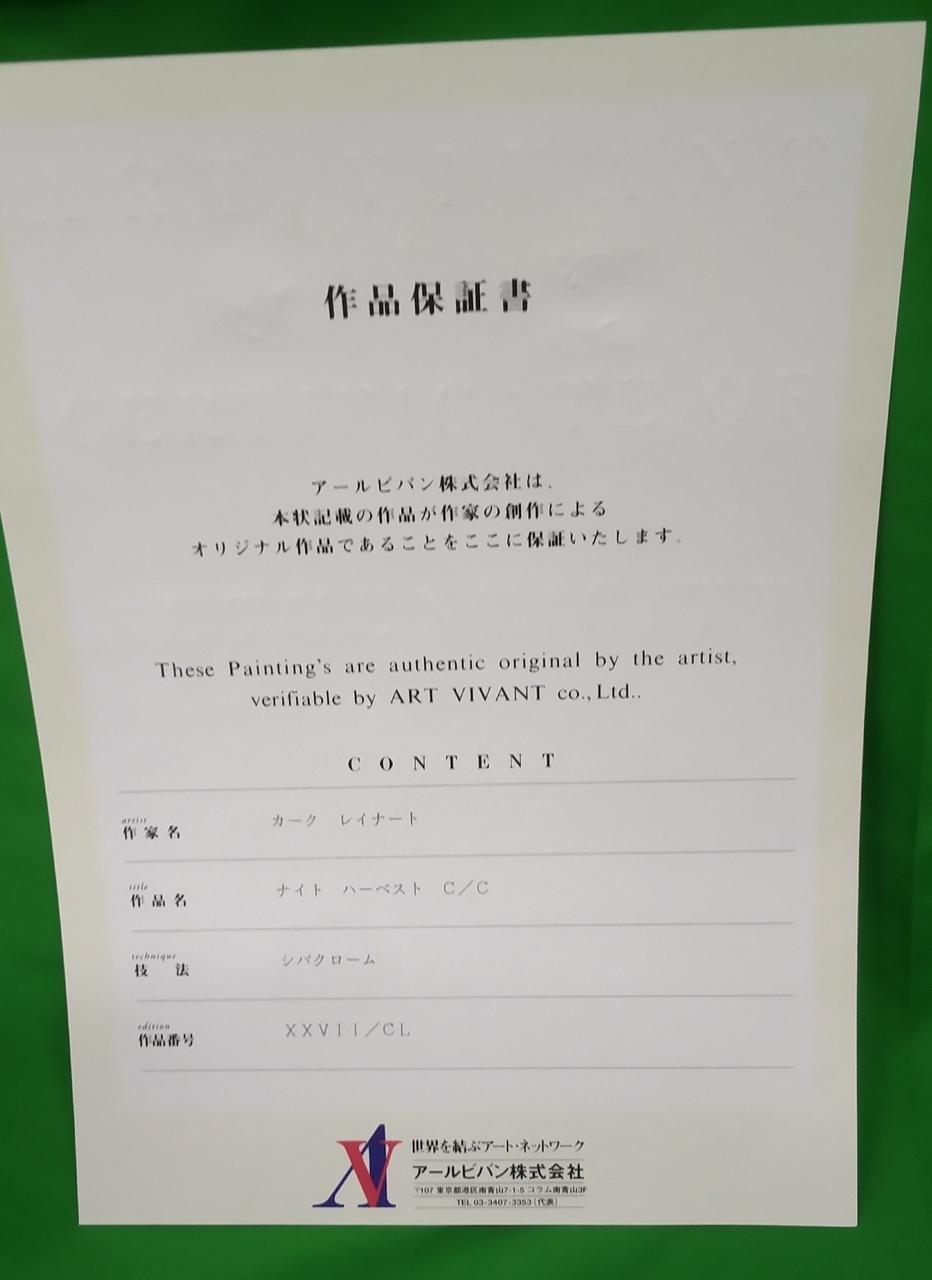 作品保証書
アールビバン株式会社は、
本状記載の作品が作家の創作による
オリジナル作品であることをここに保証いたします。
These Painting's are authentic original by the artist,
verifiable by ART VIVANT co.,Ltd..
CONTENT
artist
作家名 カーク レイナート
title
作品名 ナイト ハーベスト C/C
technique
技法 シバクローム
edition
作品番号 XXVII/CL
世界を結ぶアート・ネットワーク
アールビバン株式会社
〒107 東京都港区南青山7-1-5 コラム南青山3F
TEL 03-3407-3353(代表)